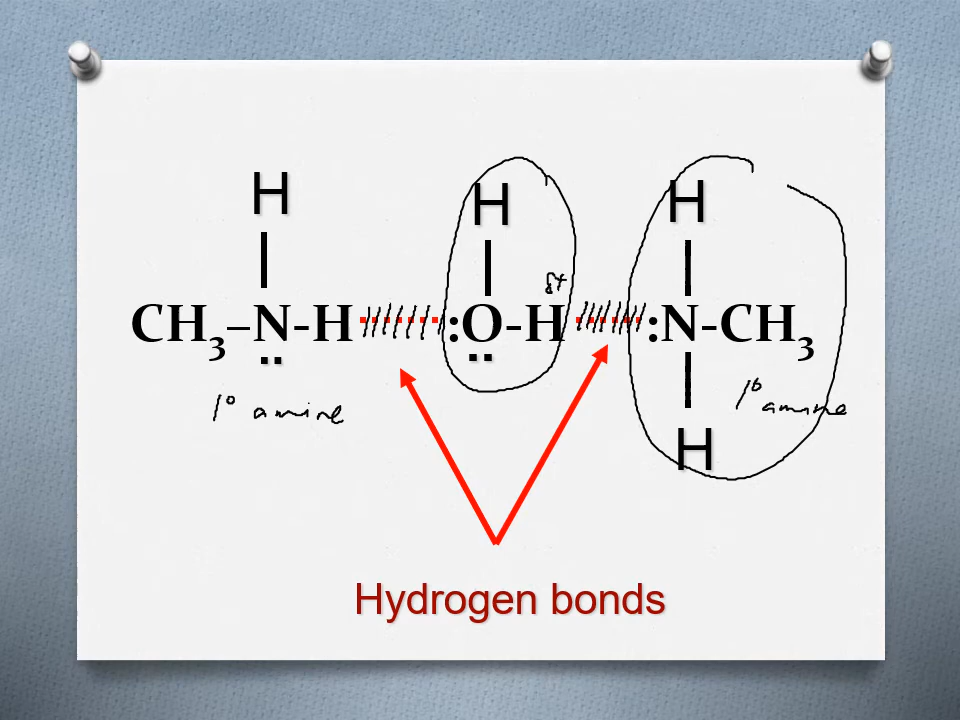 H H H
CH₃–N-H :O-H :N-CH₃
δ+
1° amine
1° amine
H
Hydrogen bonds